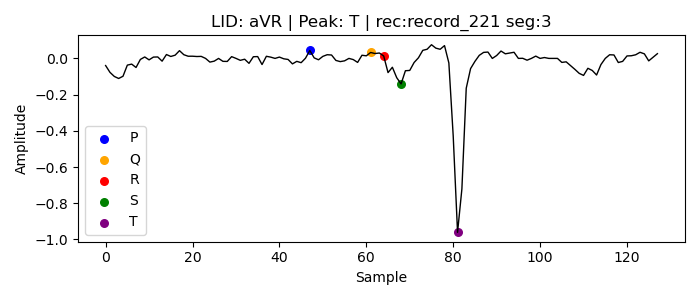 LID: aVR | Peak: T | rec:record_221 seg:3
Amplitude
0.0
−0.2
−0.4
−0.6
−0.8
−1.0
P
Q
R
S
T
0
20
40
60
80
100
120
Sample